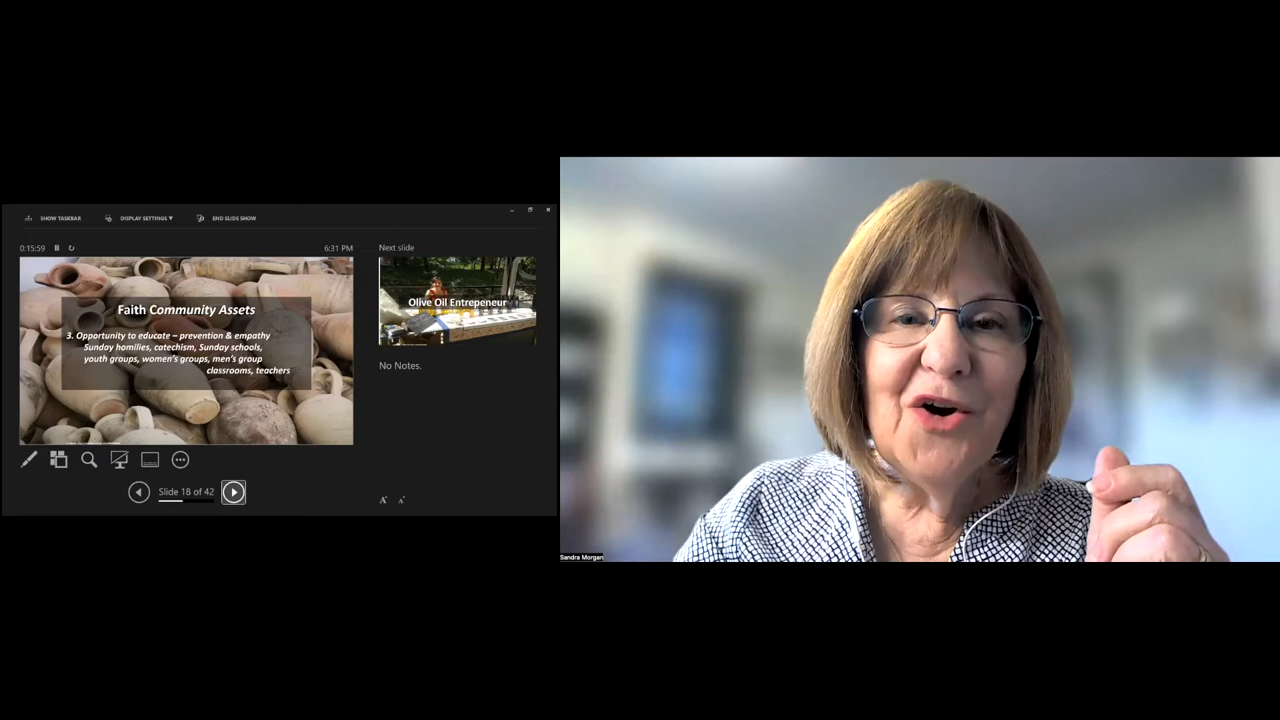 SHOW TASKBAR
DISPLAY SETTINGS ▼
END SLIDE SHOW
0:15:59
6:31 PM
Next slide
Faith Community Assets
3. Opportunity to educate – prevention & empathy
Sunday homilies, catechism, Sunday schools,
youth groups, women's groups, men's group
classrooms, teachers
Olive Oil Entrepeneur
No Notes.
Slide 18 of 42
A A
Sandra Morgan